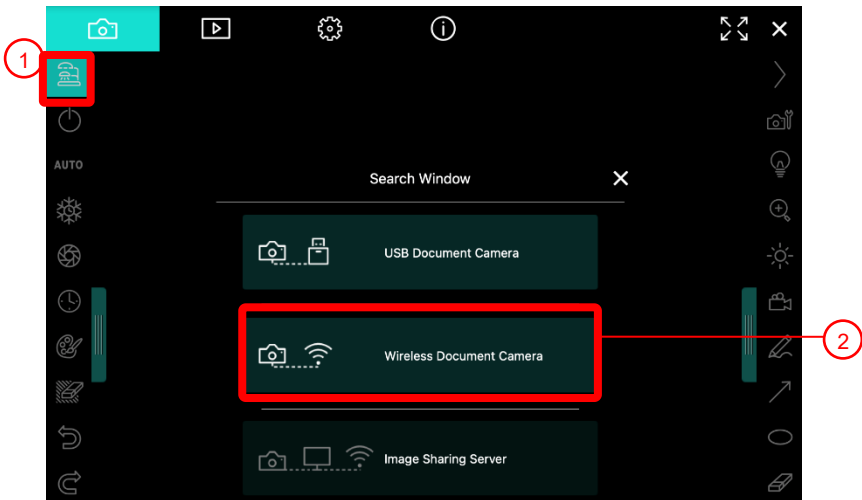 1
AUTO
Search Window
USB Document Camera
Wireless Document Camera
2
Image Sharing Server